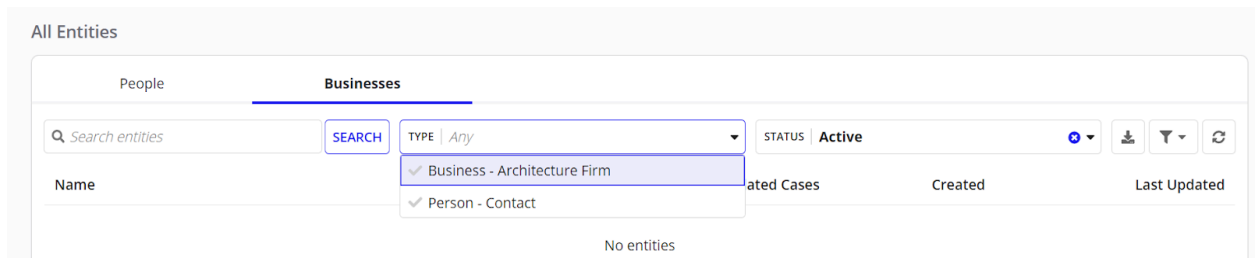 All Entities
People Businesses
Search entities SEARCH TYPE Any STATUS Active
Business - Architecture Firm
Name ated Cases Created Last Updated
Person - Contact
No entities